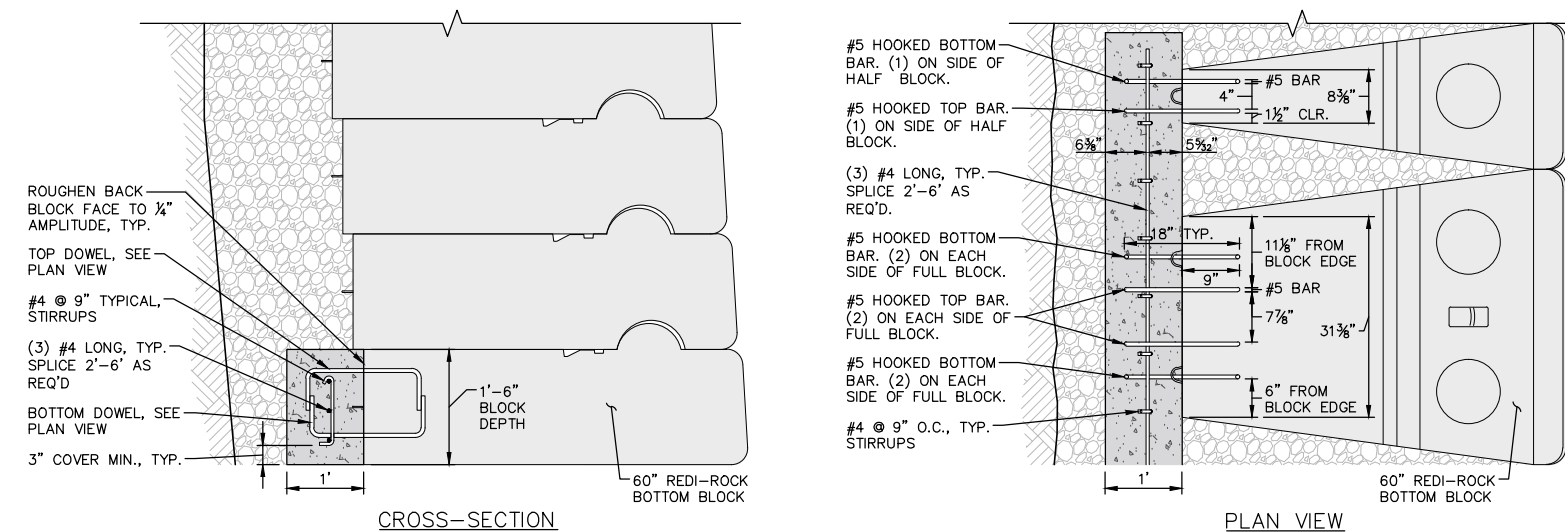 ROUGHEN BACK
BLOCK FACE TO ¼"
AMPLITUDE, TYP.
TOP DOWEL, SEE
PLAN VIEW
#4 @ 9" TYPICAL,
STIRRUPS
(3) #4 LONG, TYP.
SPLICE 2'-6' AS
REQ'D
BOTTOM DOWEL, SEE
PLAN VIEW
3" COVER MIN., TYP.
1'
1'-6"
BLOCK
DEPTH
60" REDI-ROCK
BOTTOM BLOCK
CROSS-SECTION
#5 HOOKED BOTTOM
BAR. (1) ON SIDE OF
HALF BLOCK.
#5 HOOKED TOP BAR.
(1) ON SIDE OF HALF
BLOCK.
(3) #4 LONG, TYP.
SPLICE 2'-6' AS
REQ'D.
#5 HOOKED BOTTOM
BAR. (2) ON EACH
SIDE OF FULL BLOCK.
#5 HOOKED TOP BAR.
(2) ON EACH SIDE OF
FULL BLOCK.
#5 HOOKED BOTTOM
BAR. (2) ON EACH
SIDE OF FULL BLOCK.
#4 @ 9" O.C., TYP.
STIRRUPS
#5 BAR
4"
8⅜"
1½" CLR.
6⅜"
5⁵⁄₃₂"
18" TYP.
11⅛" FROM
BLOCK EDGE
9"
#5 BAR
7⅞"
31⅜"
6" FROM
BLOCK EDGE
1'
60" REDI-ROCK
BOTTOM BLOCK
PLAN VIEW